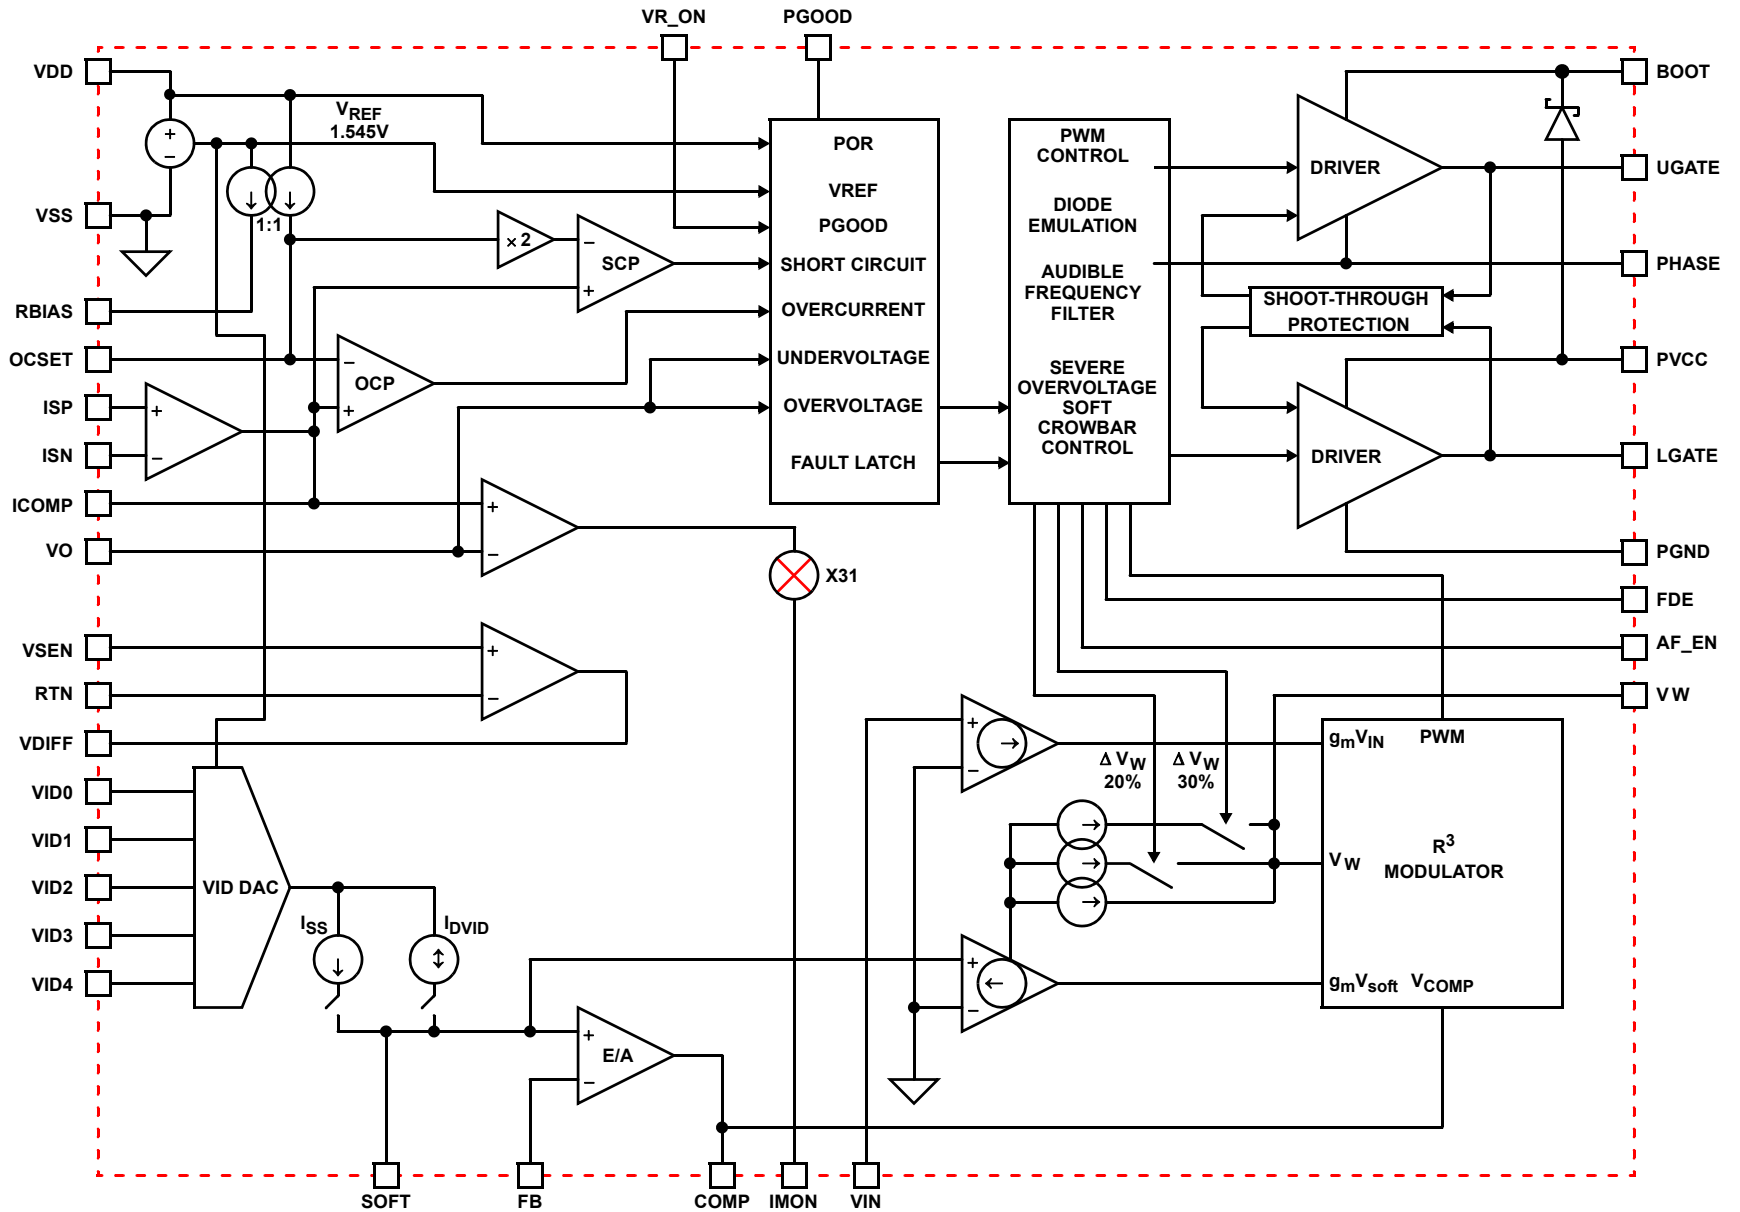 VR_ON
PGOOD
VDD
VSS
RBIAS
OCSET
ISP
ISN
ICOMP
VO
VSEN
RTN
VDIFF
VID0
VID1
VID2
VID3
VID4
+
−
VREF
1.545V
1:1
× 2
−
SCP
+
−
OCP
+
+
−
+
−
X31
+
−
VID DAC
ISS
IDVID
+
E/A
−
POR
VREF
PGOOD
SHORT CIRCUIT
OVERCURRENT
UNDERVOLTAGE
OVERVOLTAGE
FAULT LATCH
PWM
CONTROL
DIODE
EMULATION
AUDIBLE
FREQUENCY
FILTER
SEVERE
OVERVOLTAGE
SOFT
CROWBAR
CONTROL
DRIVER
SHOOT-THROUGH
PROTECTION
DRIVER
+
−
Δ VW
20%
Δ VW
30%
+
−
gmVIN
PWM
VW
R3
MODULATOR
gmVsoft
VCOMP
BOOT
UGATE
PHASE
PVCC
LGATE
PGND
FDE
AF_EN
VW
SOFT
FB
COMP
IMON
VIN